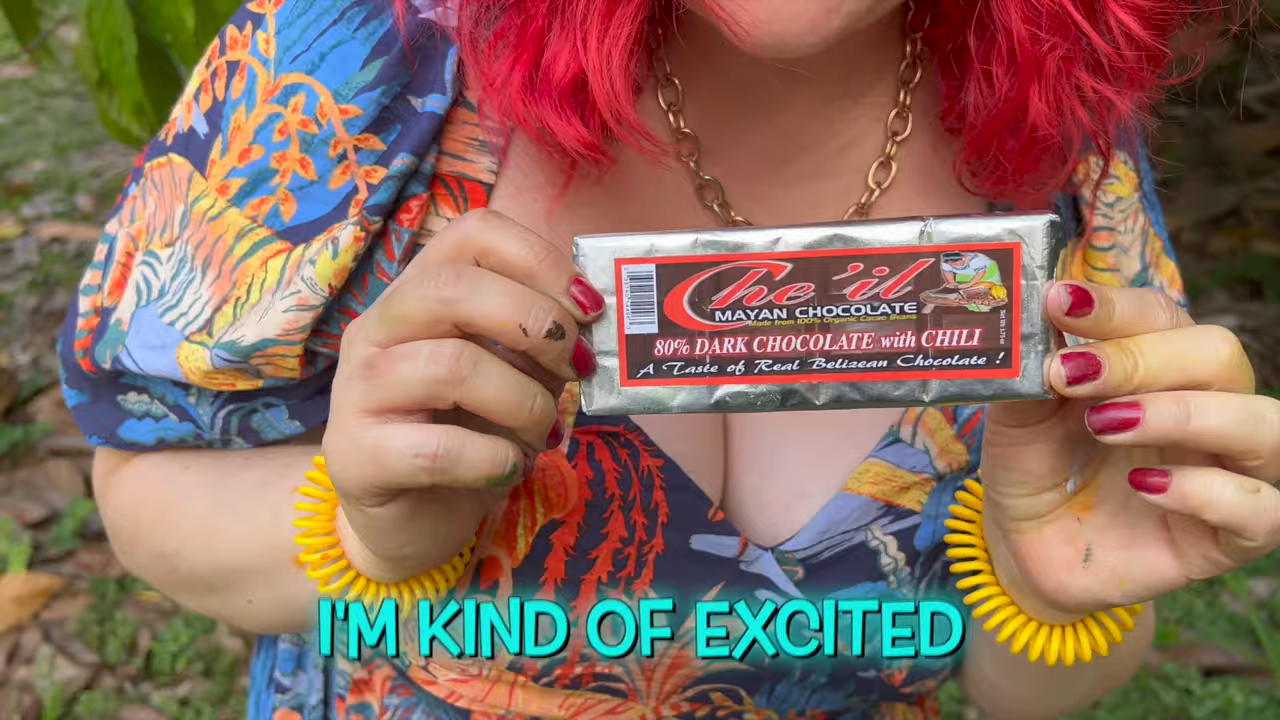 Che'il
MAYAN CHOCOLATE
Made from 100% Organic Cacao Beans
80% DARK CHOCOLATE with CHILI
A Taste of Real Belizean Chocolate !
I'M KIND OF EXCITED